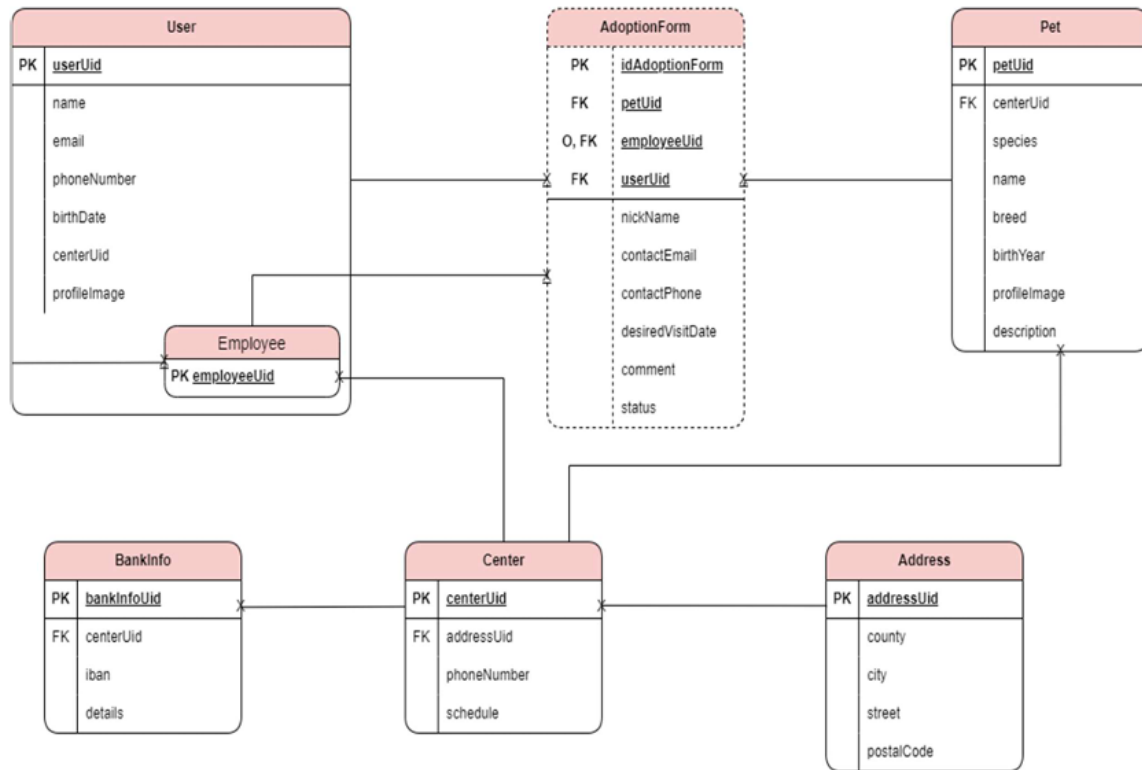 User
PK userUid
name
email
phoneNumber
birthDate
centerUid
profileImage
Employee
PK employeeUid
AdoptionForm
PK idAdoptionForm
FK petUid
O, FK employeeUid
FK userUid
nickName
contactEmail
contactPhone
desiredVisitDate
comment
status
Pet
PK petUid
FK centerUid
species
name
breed
birthYear
profileImage
description
BankInfo
PK bankInfoUid
FK centerUid
iban
details
Center
PK centerUid
FK addressUid
phoneNumber
schedule
Address
PK addressUid
county
city
street
postalCode